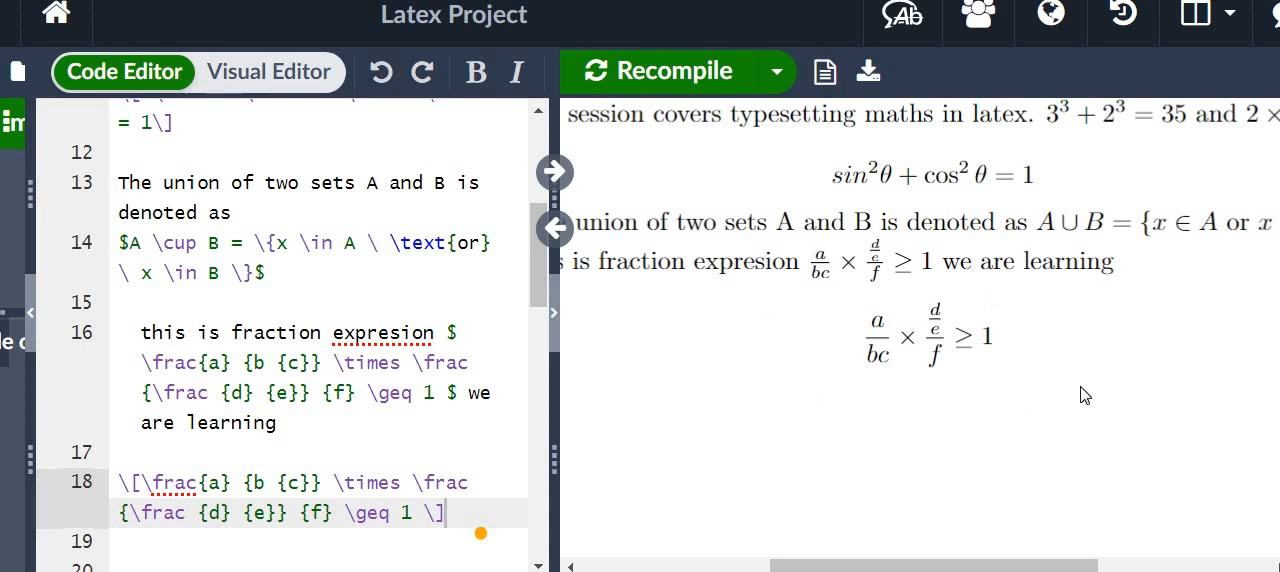 Latex Project
Ab
Code Editor Visual Editor B I Recompile
= 1\]
12
13 The union of two sets A and B is
denoted as
14 $A \cup B = \{x \in A \ \text{or}
\ x \in B \}$
15
16 this is fraction expresion $
\frac{a} {b {c}} \times \frac
{\frac {d} {e}} {f} \geq 1 $ we
are learning
17
18 \[\frac{a} {b {c}} \times \frac
{\frac {d} {e}} {f} \geq 1 \]
19
20
session covers typesetting maths in latex. 3³ + 2³ = 35 and 2 ×
sin²θ + cos² θ = 1
union of two sets A and B is denoted as A ∪ B = {x ∈ A or x
s is fraction expresion a/bc × (d/e)/f ≥ 1 we are learning
a/bc × (d/e)/f ≥ 1